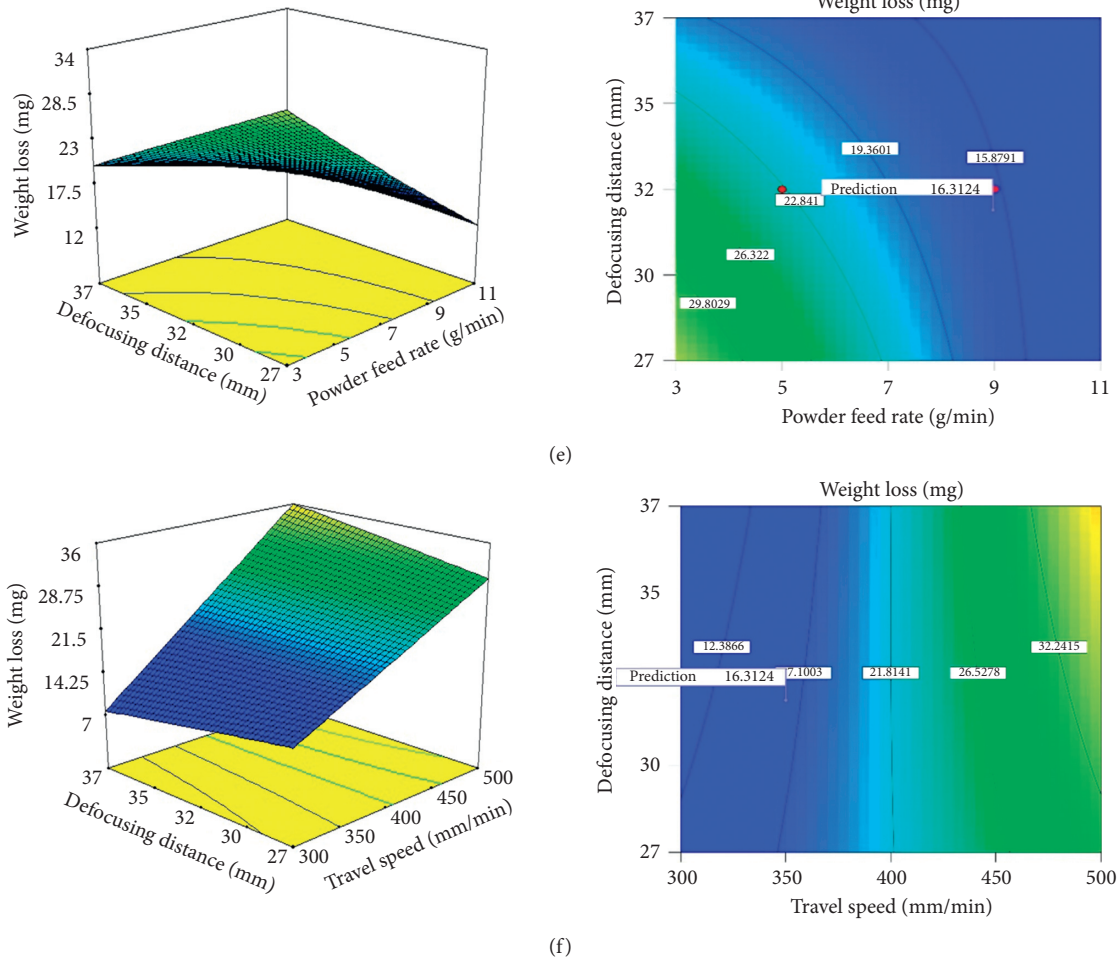 34
28.5
23
17.5
12
Weight loss (mg)
37
35
32
30
27
Defocusing distance (mm)
3
5
7
9
11
Powder feed rate (g/min)
Weight loss (mg)
37
35
32
30
27
Defocusing distance (mm)
19.3601
15.8791
Prediction 16.3124
22.841
26.322
29.8029
3 5 7 9 11
Powder feed rate (g/min)
(e)
36
28.75
21.5
14.25
7
Weight loss (mg)
37
35
32
30
27
Defocusing distance (mm)
300
350
400
450
500
Travel speed (mm/min)
Weight loss (mg)
37
35
30
27
Defocusing distance (mm)
12.3866
32.2415
Prediction 16.3124
7.1003
21.8141
26.5278
300 350 400 450 500
Travel speed (mm/min)
(f)